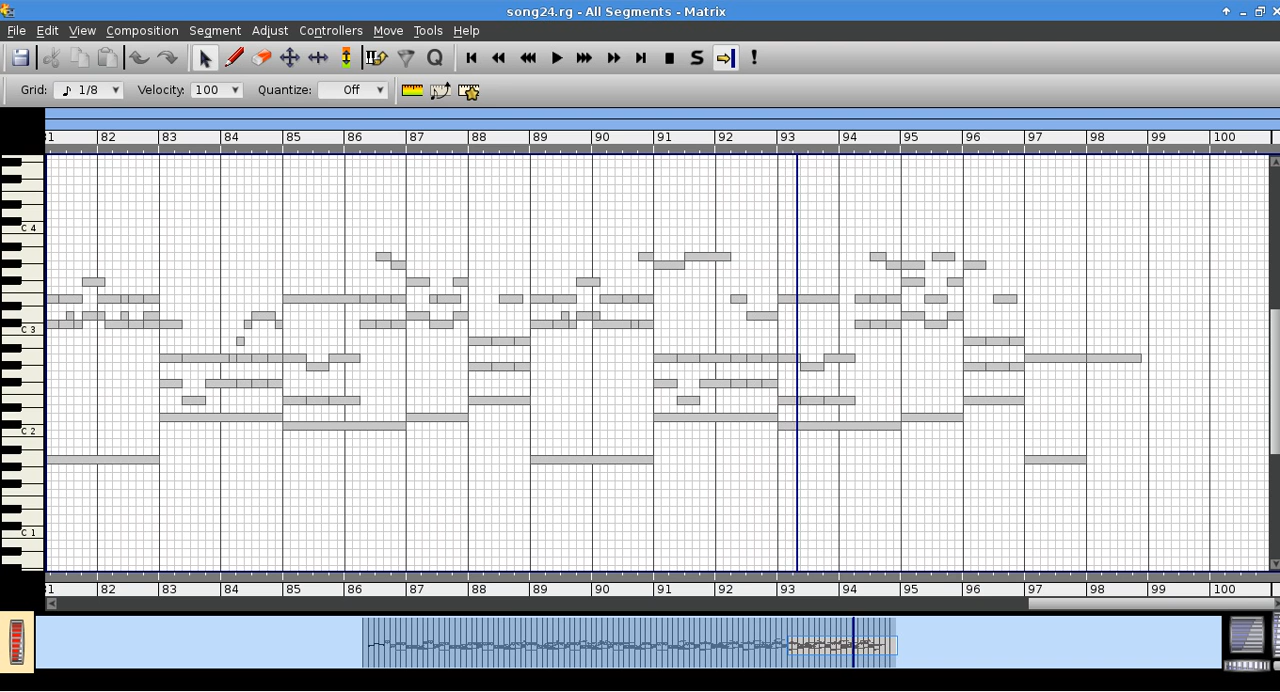 song24.rg - All Segments - Matrix
File Edit View Composition Segment Adjust Controllers Move Tools Help
Q S !
Grid: 1/8 Velocity: 100 Quantize: Off
82 83 84 85 86 87 88 89 90 91 92 93 94 95 96 97 98 99 100
C 4
C 3
C 2
C 1
82 83 84 85 86 87 88 89 90 91 92 93 94 95 96 97 98 99 100